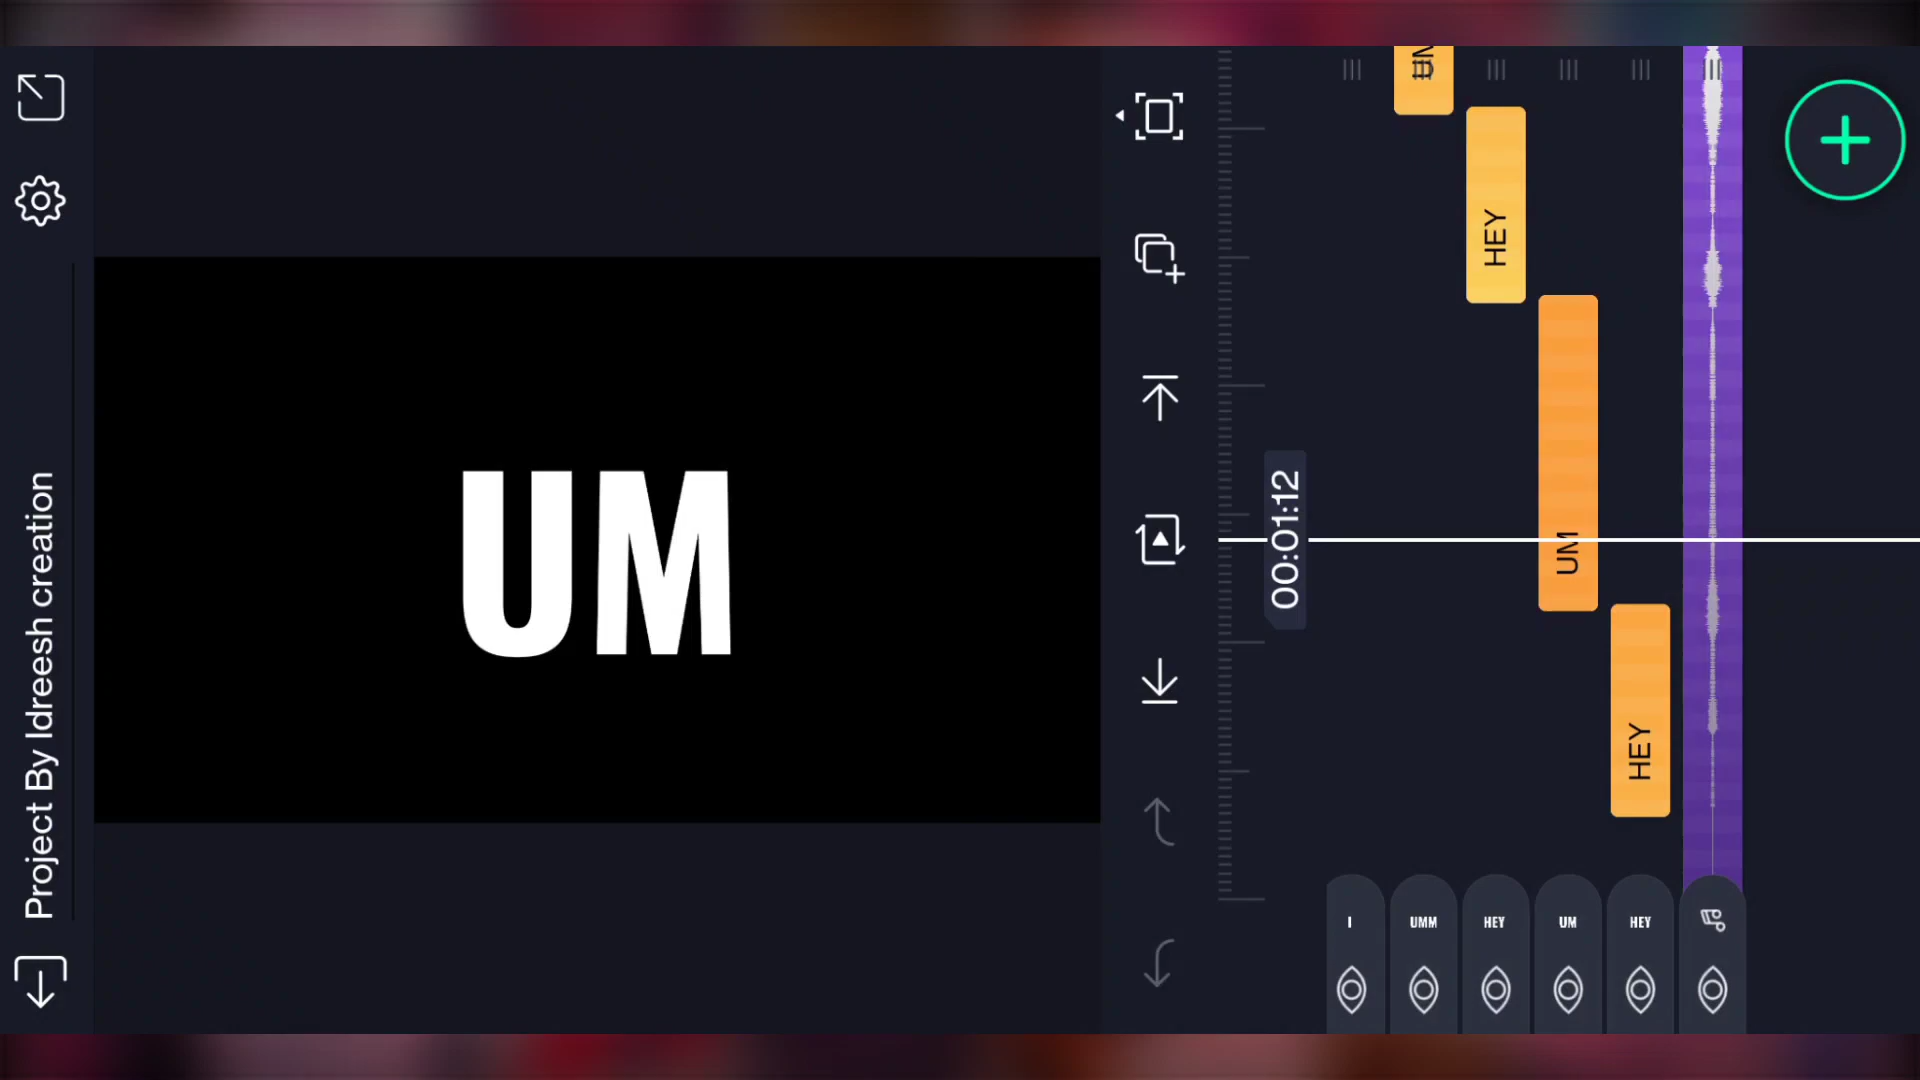 Project By Idreesh creation
UM
00:01:12
HEY
UM
HEY
I
UMM
HEY
UM
HEY